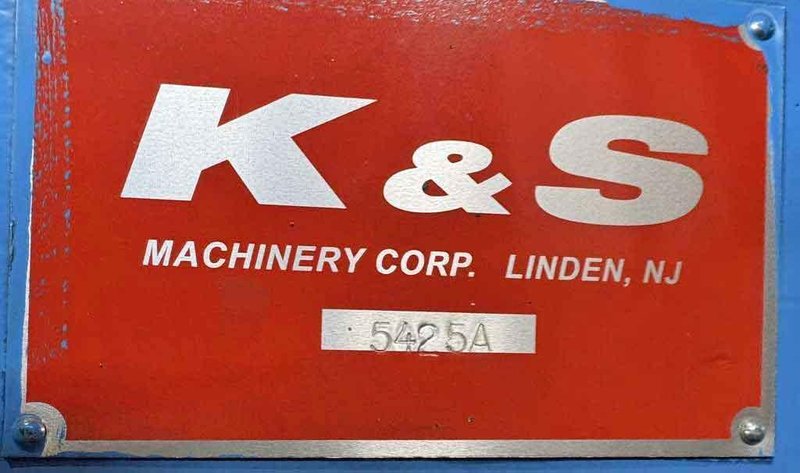 K & S
MACHINERY CORP. LINDEN, NJ
5425A